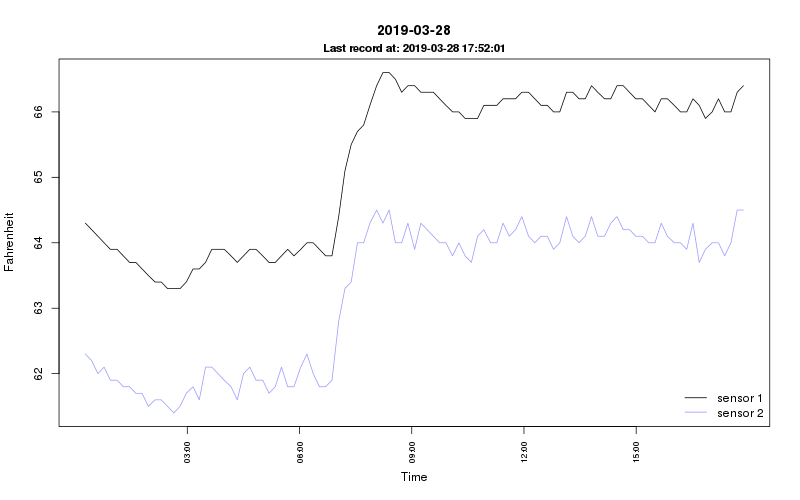 2019-03-28
Last record at: 2019-03-28 17:52:01
Fahrenheit
66
65
64
63
62
sensor 1
sensor 2
03:00
06:00
09:00
12:00
15:00
Time